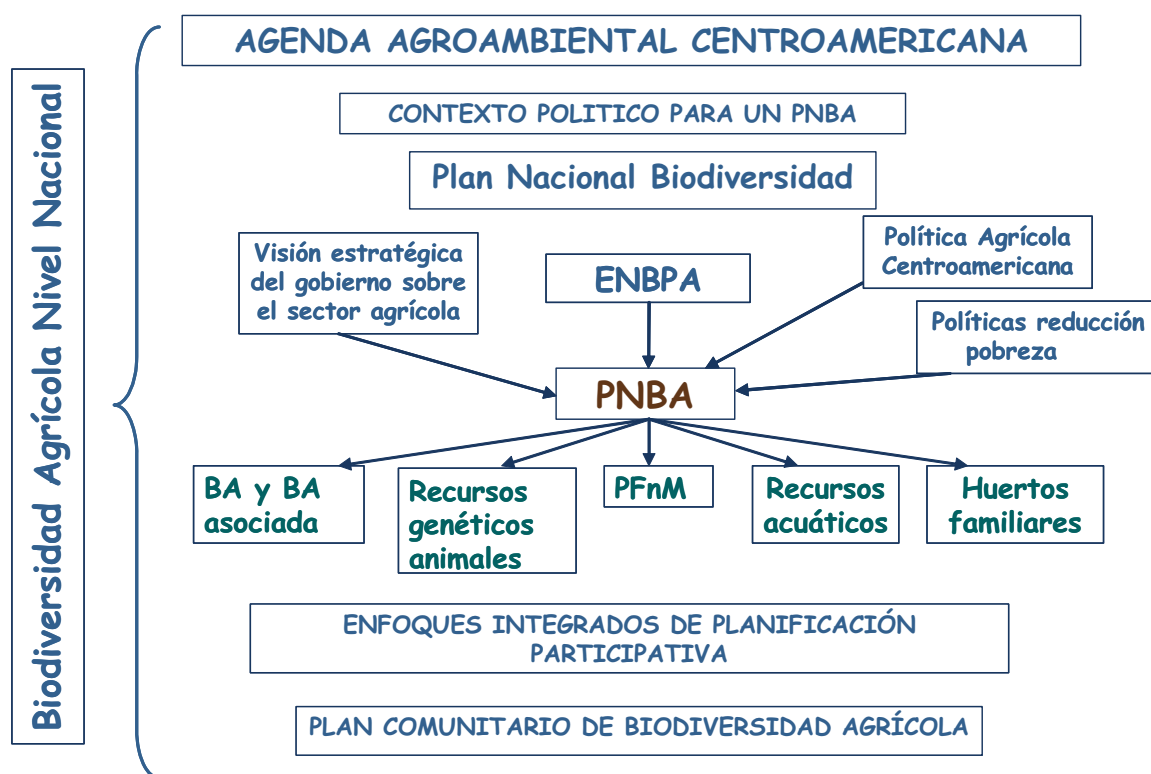 Biodiversidad Agrícola Nivel Nacional
AGENDA AGROAMBIENTAL CENTROAMERICANA
CONTEXTO POLITICO PARA UN PNBA
Plan Nacional Biodiversidad
Visión estratégica
del gobierno sobre
el sector agrícola
ENBPA
Política Agrícola
Centroamericana
Políticas reducción
pobreza
PNBA
BA y BA
asociada
Recursos
genéticos
animales
PFnM
Recursos
acuáticos
Huertos
familiares
ENFOQUES INTEGRADOS DE PLANIFICACIÓN
PARTICIPATIVA
PLAN COMUNITARIO DE BIODIVERSIDAD AGRÍCOLA